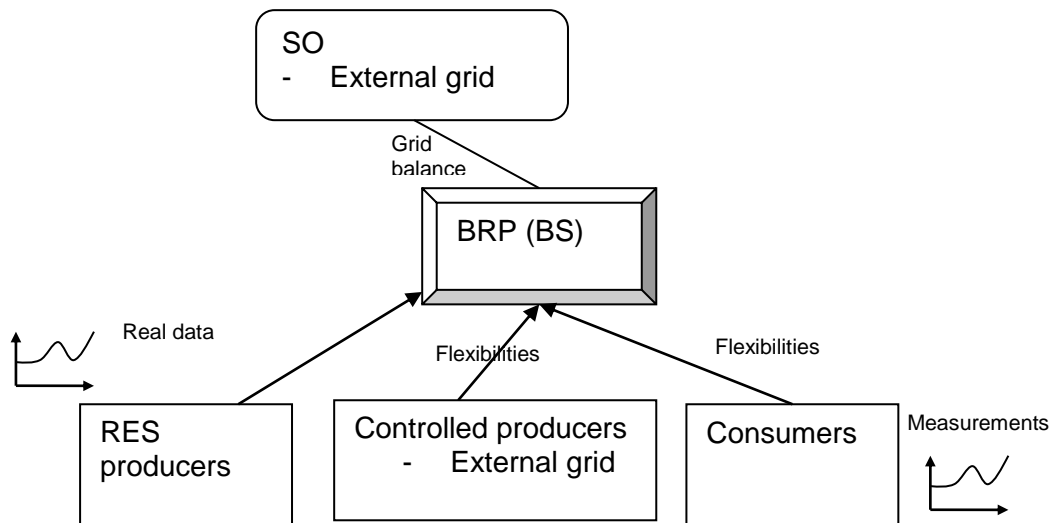 SO
- External grid
Grid
balance
BRP (BS)
Real data
Flexibilities
Flexibilities
RES
producers
Controlled producers
- External grid
Consumers
Measurements